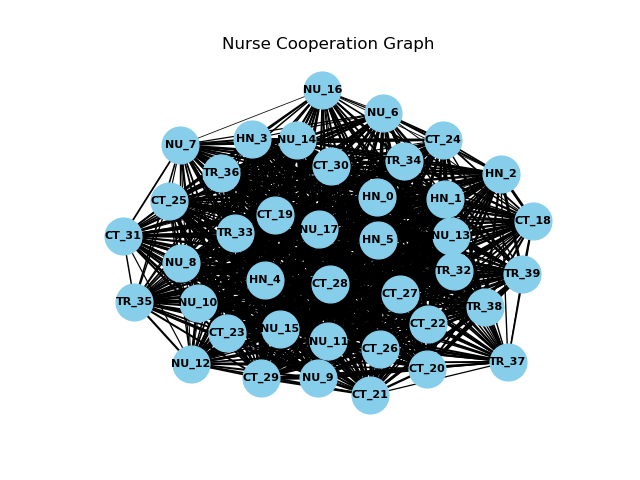 Nurse Cooperation Graph
NU_16
NU_6
HN_3
NU_14
CT_24
NU_7
TR_34
CT_30
TR_36
HN_2
HN_0
HN_1
CT_25
CT_19
CT_18
NU_17
TR_33
CT_31
NU_13
HN_5
NU_8
TR_32
TR_39
HN_4
CT_28
CT_27
TR_35
NU_10
TR_38
CT_22
NU_15
CT_23
NU_11
CT_26
TR_37
NU_12
CT_20
CT_29
NU_9
CT_21